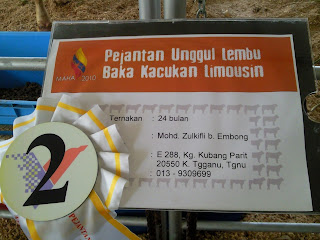 Pejantan Unggul Lembu
Baka Kacukan Limousin
MAHA 2010
Ternakan : 24 bulan
: Mohd. Zulkifli b. Embong
: E 288, Kg. Kubang Parit
20550 K. Tgganu, Tgnu
: 013 - 9309699
2